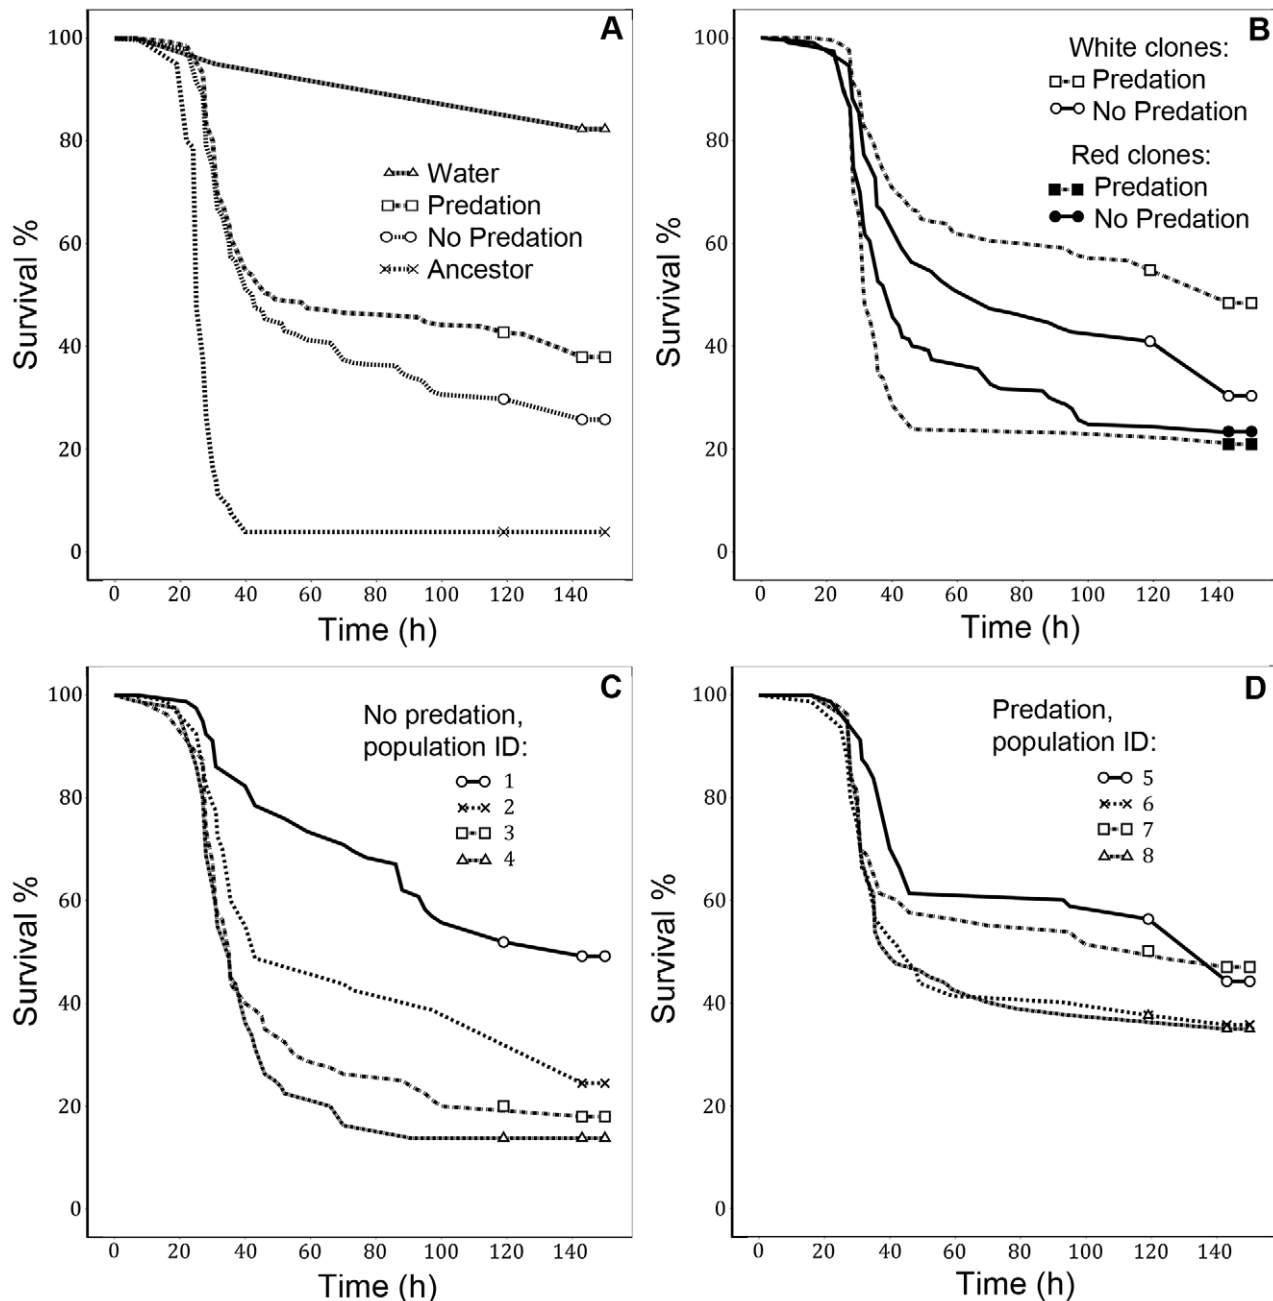 A
100
80
60
40
20
0
Survival %
Water
Predation
No Predation
Ancestor
0 20 40 60 80 100 120 140
Time (h)
B
100
80
60
40
20
0
Survival %
White clones:
Predation
No Predation
Red clones:
Predation
No Predation
0 20 40 60 80 100 120 140
Time (h)
C
100
80
60
40
20
0
Survival %
No predation,
population ID:
1
2
3
4
0 20 40 60 80 100 120 140
Time (h)
D
100
80
60
40
20
0
Survival %
Predation,
population ID:
5
6
7
8
0 20 40 60 80 100 120 140
Time (h)